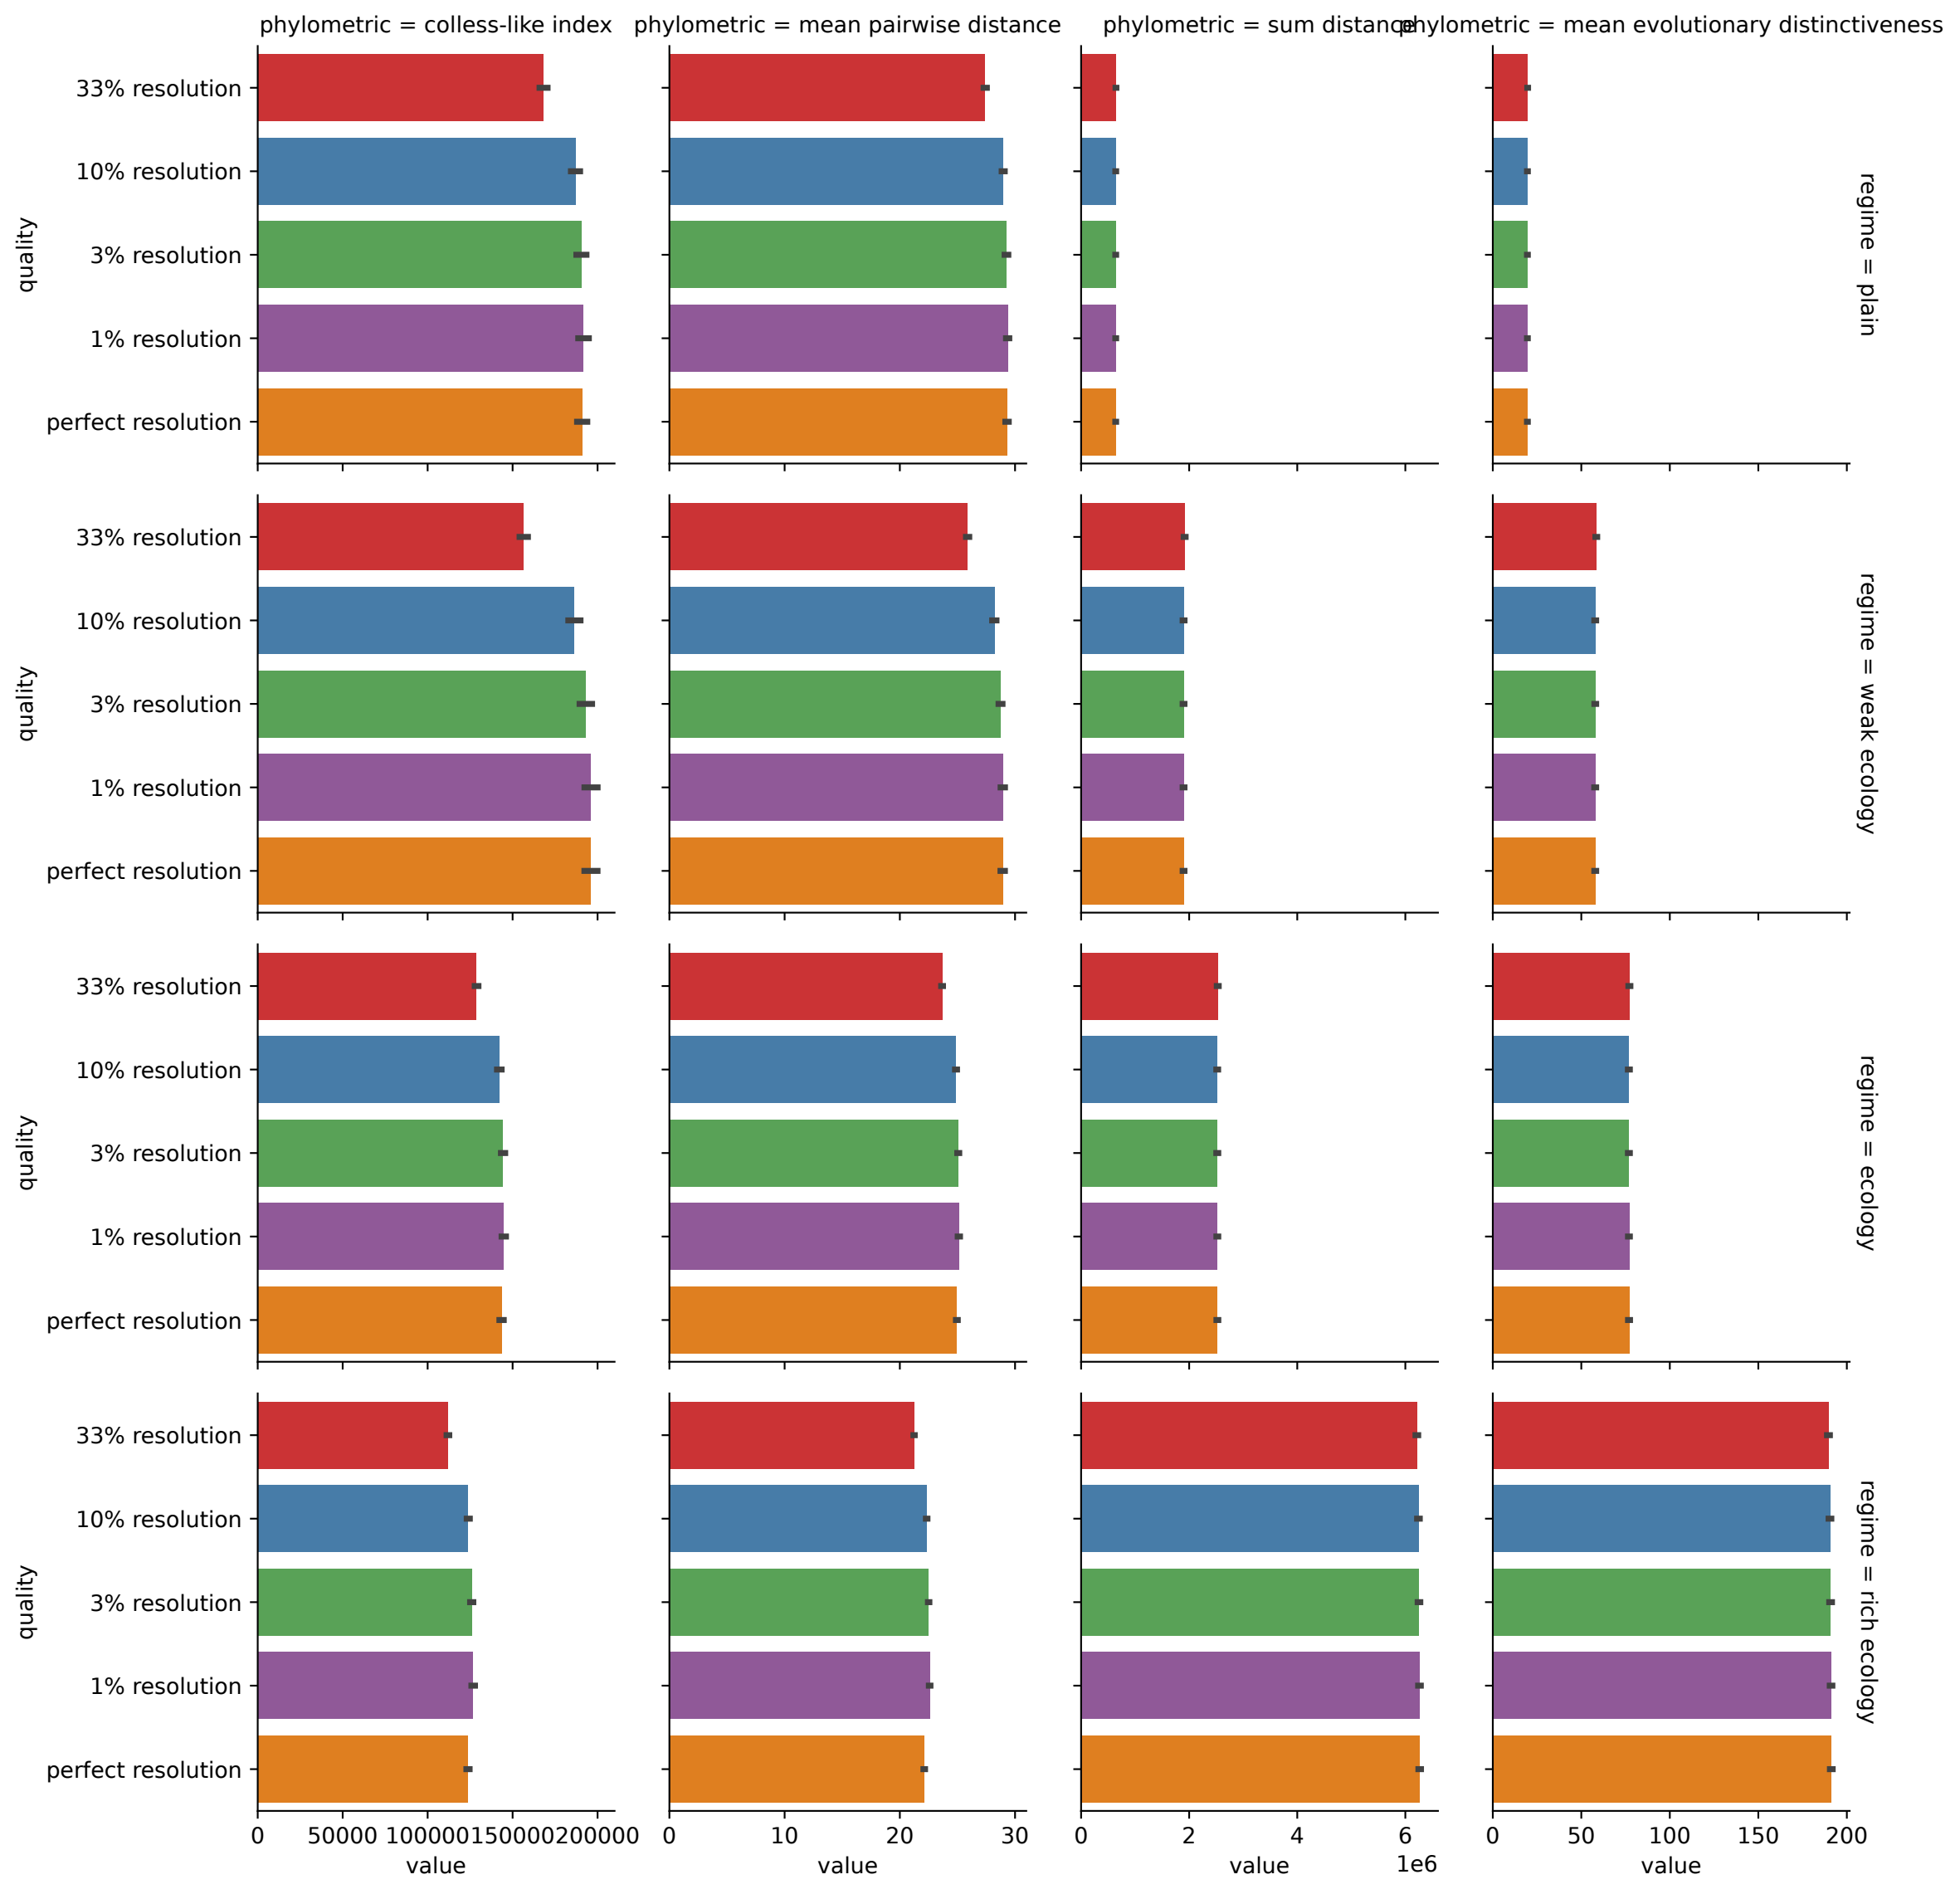 phylometric = colless-like index
phylometric = mean pairwise distance
phylometric = sum distance
phylometric = mean evolutionary distinctiveness
quality
33% resolution
10% resolution
3% resolution
1% resolution
perfect resolution
regime = plain
quality
33% resolution
10% resolution
3% resolution
1% resolution
perfect resolution
regime = weak ecology
quality
33% resolution
10% resolution
3% resolution
1% resolution
perfect resolution
regime = ecology
quality
33% resolution
10% resolution
3% resolution
1% resolution
perfect resolution
regime = rich ecology
0 50000 100000 150000 200000
value
0 10 20 30
value
0 2 4 6
1e6
value
0 50 100 150 200
value